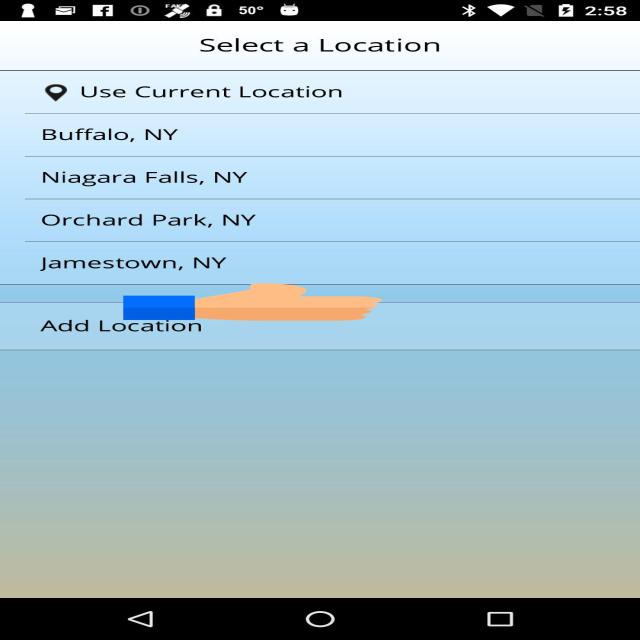 50° 2:58
Select a Location
Use Current Location
Buffalo, NY
Niagara Falls, NY
Orchard Park, NY
Jamestown, NY
Add Location